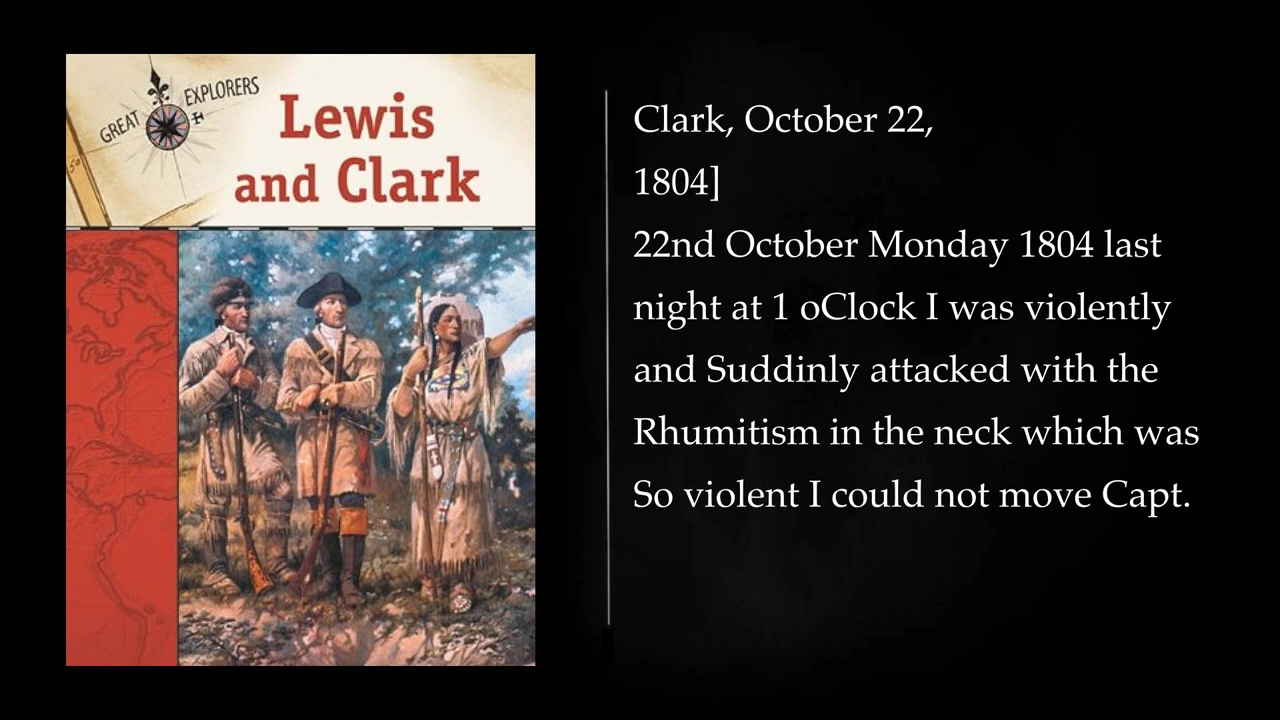 GREAT EXPLORERS
E
50
Lewis
and Clark
Clark, October 22,
1804]
22nd October Monday 1804 last
night at 1 oClock I was violently
and Suddinly attacked with the
Rhumitism in the neck which was
So violent I could not move Capt.